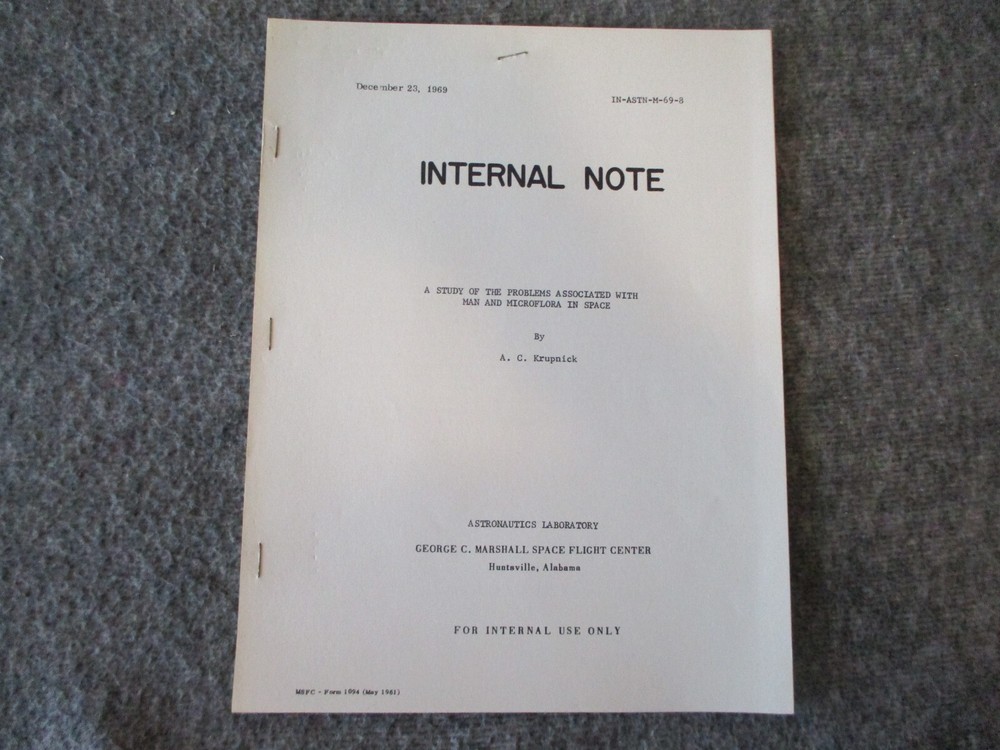 December 23, 1969
IN-ASTN-M-69-8
INTERNAL NOTE
A STUDY OF THE PROBLEMS ASSOCIATED WITH
MAN AND MICROFLORA IN SPACE
By
A. C. Krupnick
ASTRONAUTICS LABORATORY
GEORGE C. MARSHALL SPACE FLIGHT CENTER
Huntsville, Alabama
FOR INTERNAL USE ONLY
MSFC - Form 1094 (May 1961)